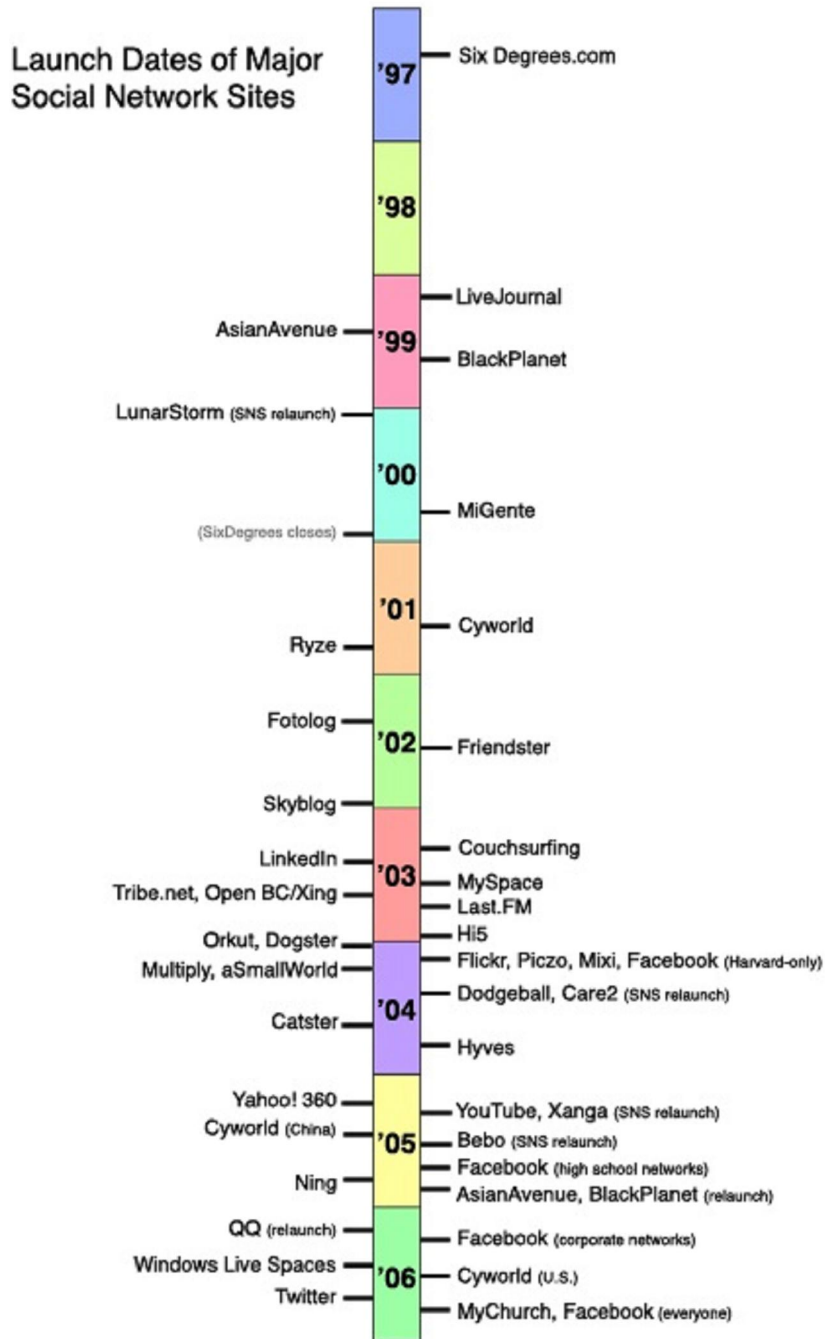 Launch Dates of Major
Social Network Sites
'97
Six Degrees.com
'98
'99
LiveJournal
AsianAvenue
BlackPlanet
'00
LunarStorm (SNS relaunch)
MiGente
(SixDegrees closes)
'01
Cyworld
Ryze
'02
Fotolog
Friendster
Skyblog
'03
Couchsurfing
LinkedIn
MySpace
Tribe.net, Open BC/Xing
Last.FM
Hi5
'04
Orkut, Dogster
Flickr, Piczo, Mixi, Facebook (Harvard-only)
Multiply, aSmallWorld
Dodgeball, Care2 (SNS relaunch)
Catster
Hyves
'05
Yahoo! 360
YouTube, Xanga (SNS relaunch)
Cyworld (China)
Bebo (SNS relaunch)
Facebook (high school networks)
Ning
AsianAvenue, BlackPlanet (relaunch)
'06
QQ (relaunch)
Facebook (corporate networks)
Windows Live Spaces
Cyworld (U.S.)
Twitter
MyChurch, Facebook (everyone)